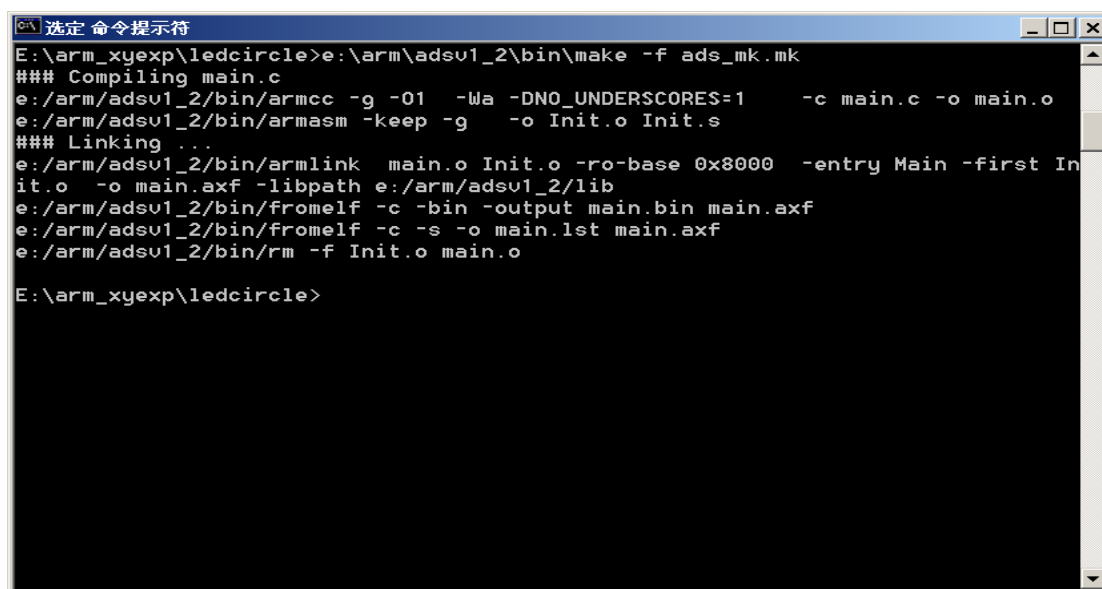 选定 命令提示符
E:\arm_xyexp\ledcircle>e:\arm\adsv1_2\bin\make -f ads_mk.mk
### Compiling main.c
e:/arm/adsv1_2/bin/armcc -g -O1  -Wa -DNO_UNDERSCORES=1    -c main.c -o main.o
e:/arm/adsv1_2/bin/armasm -keep -g   -o Init.o Init.s
### Linking ...
e:/arm/adsv1_2/bin/armlink  main.o Init.o -ro-base 0x8000  -entry Main -first In
it.o  -o main.axf -libpath e:/arm/adsv1_2/lib
e:/arm/adsv1_2/bin/fromelf -c -bin -output main.bin main.axf
e:/arm/adsv1_2/bin/fromelf -c -s -o main.lst main.axf
e:/arm/adsv1_2/bin/rm -f Init.o main.o
E:\arm_xyexp\ledcircle>